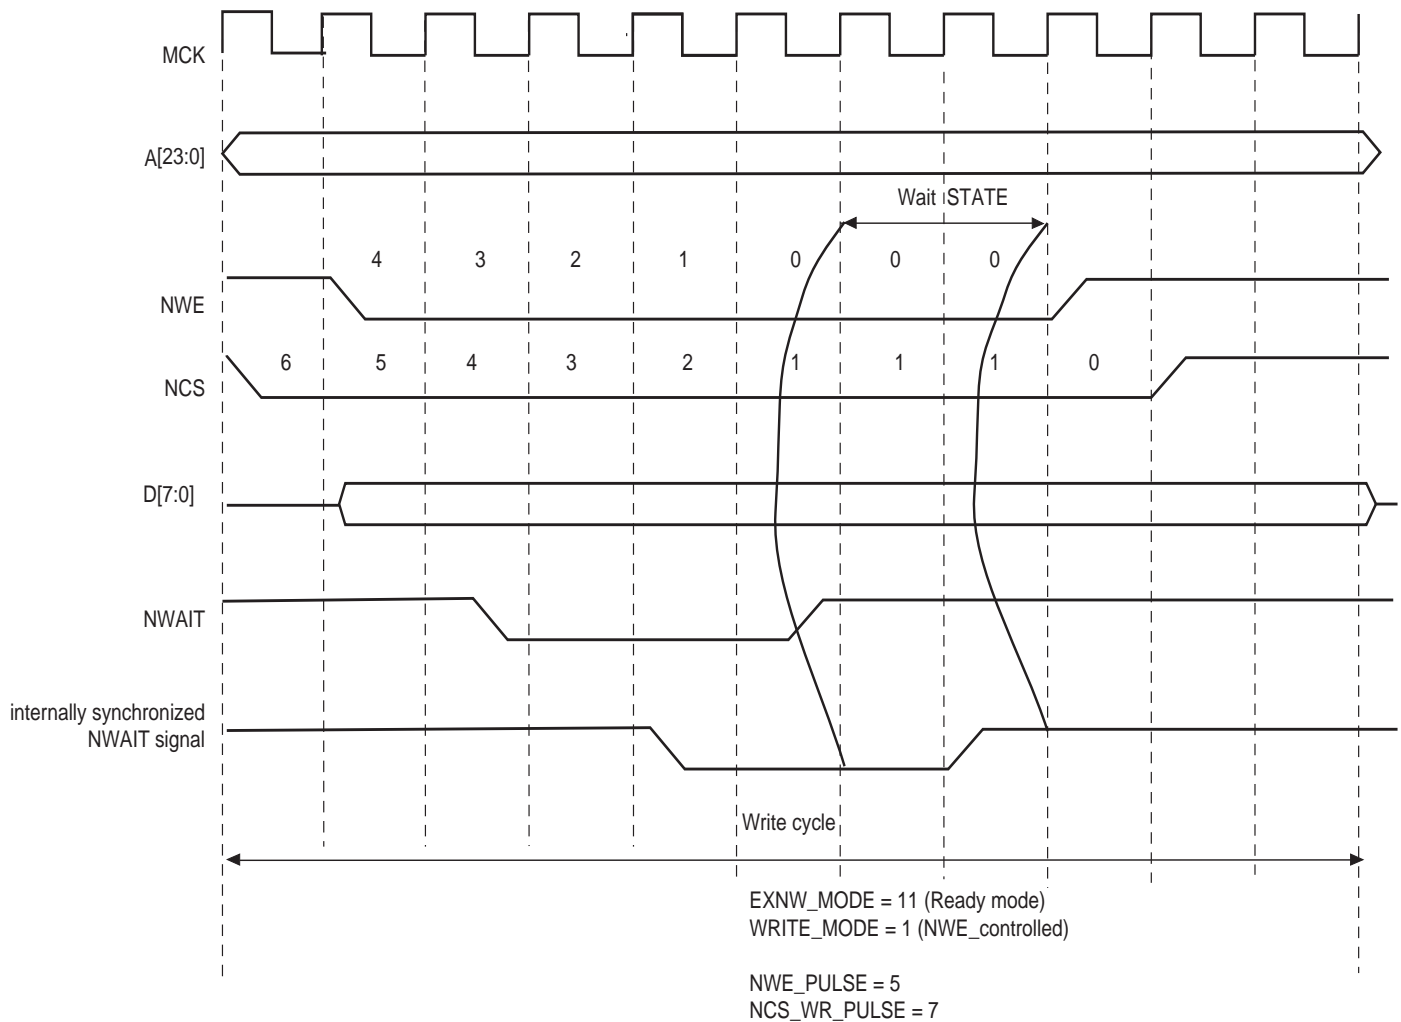 MCK
A[23:0]
Wait STATE
4 3 2 1 0 0 0
NWE
6 5 4 3 2 1 1 1 0
NCS
D[7:0]
NWAIT
internally synchronized
NWAIT signal
Write cycle
EXNW_MODE = 11 (Ready mode)
WRITE_MODE = 1 (NWE_controlled)
NWE_PULSE = 5
NCS_WR_PULSE = 7